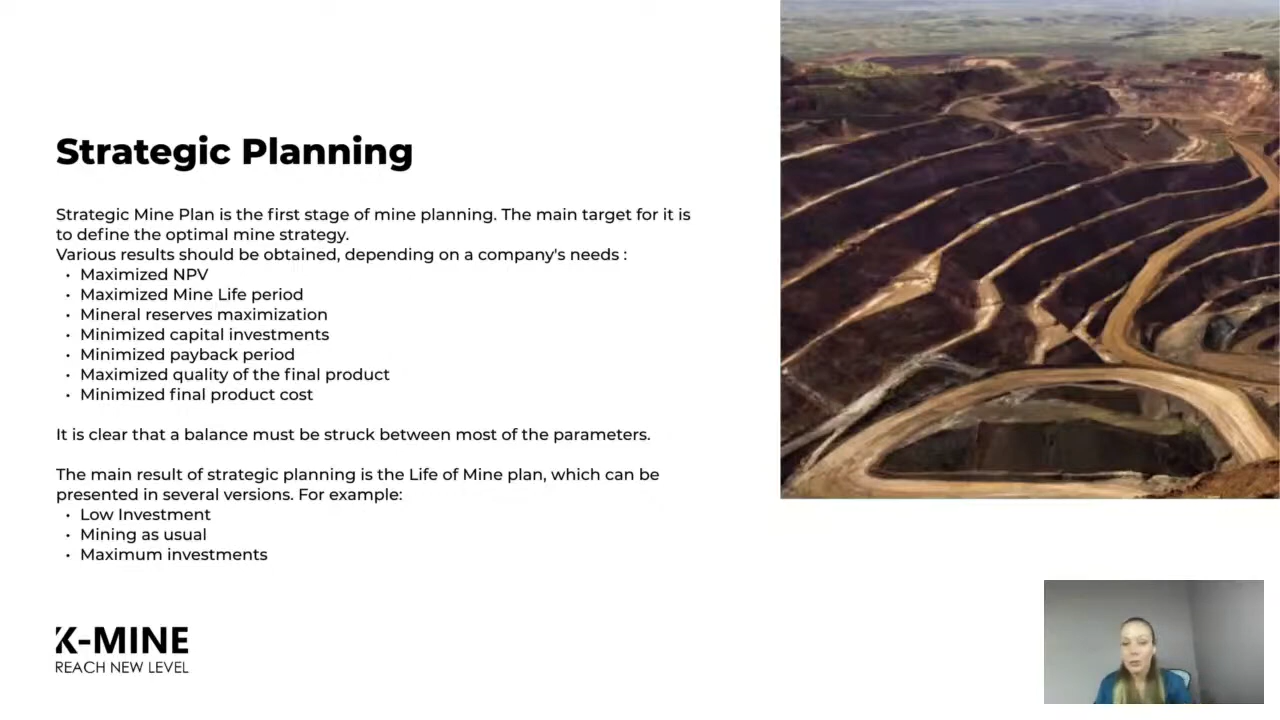 Strategic Planning
Strategic Mine Plan is the first stage of mine planning. The main target for it is
to define the optimal mine strategy.
Various results should be obtained, depending on a company's needs :
• Maximized NPV
• Maximized Mine Life period
• Mineral reserves maximization
• Minimized capital investments
• Minimized payback period
• Maximized quality of the final product
• Minimized final product cost
It is clear that a balance must be struck between most of the parameters.
The main result of strategic planning is the Life of Mine plan, which can be
presented in several versions. For example:
• Low Investment
• Mining as usual
• Maximum investments
K-MINE
REACH NEW LEVEL